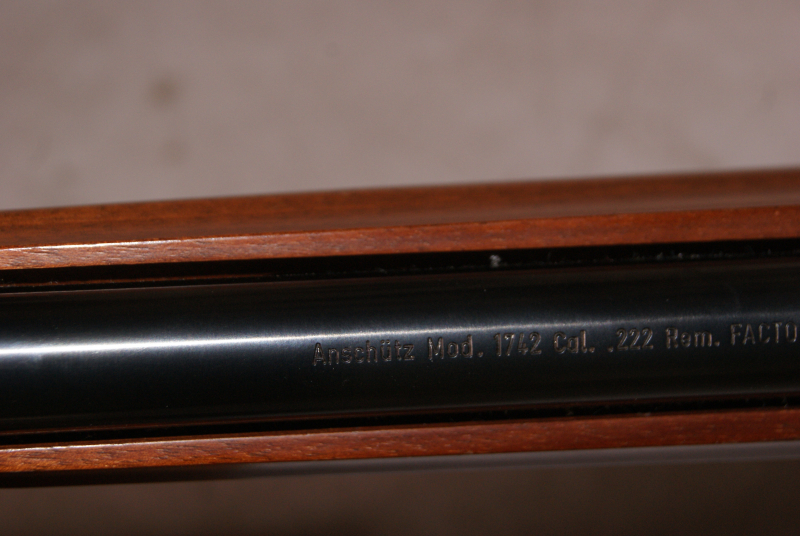 Anschütz Mod. 1742 Cal. .222 Rem. FACTO